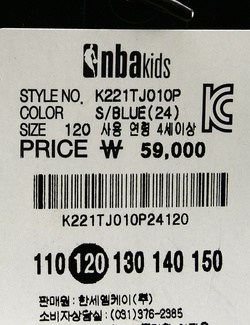 nbakids
STYLE NO. K221TJ010P
COLOR S/BLUE(24)
SIZE 120 사용 연령 4세이상
PRICE ₩ 59,000
K221TJ010P24120
110 120 130 140 150
판매원: 한세엘케이(주)
소비자상담실: (031)376-2385